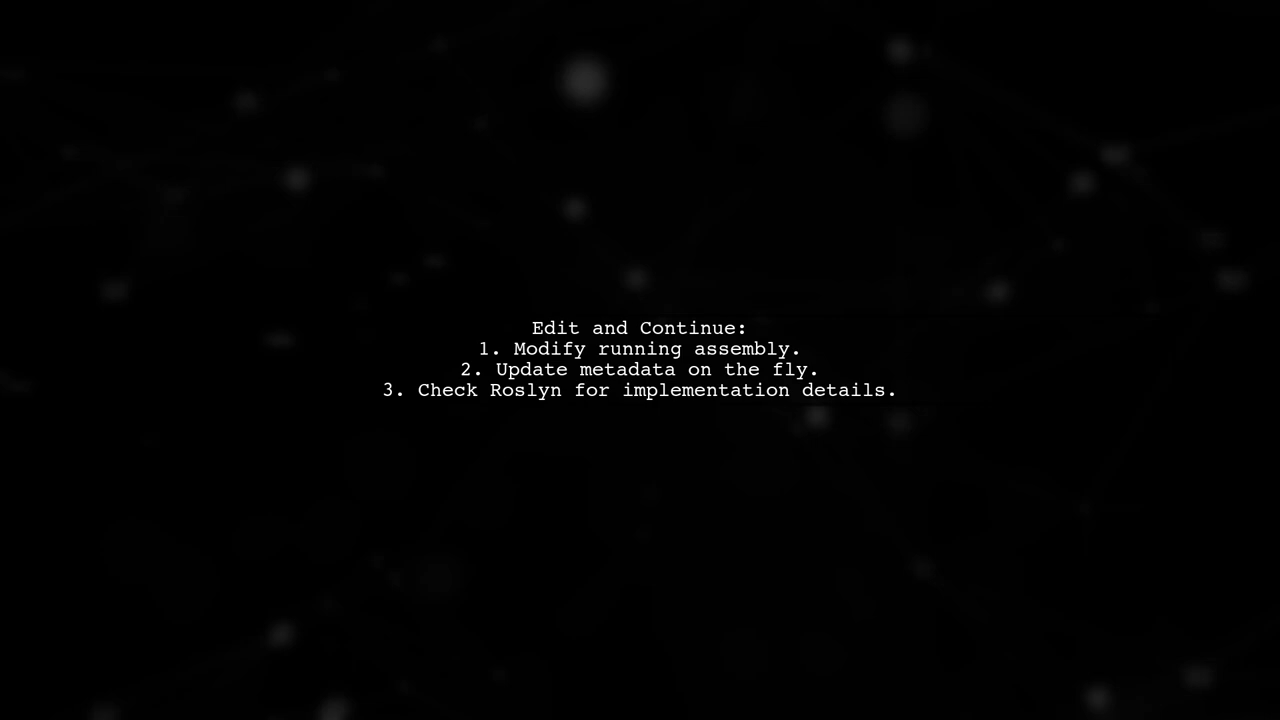 Edit and Continue:
1. Modify running assembly.
2. Update metadata on the fly.
3. Check Roslyn for implementation details.